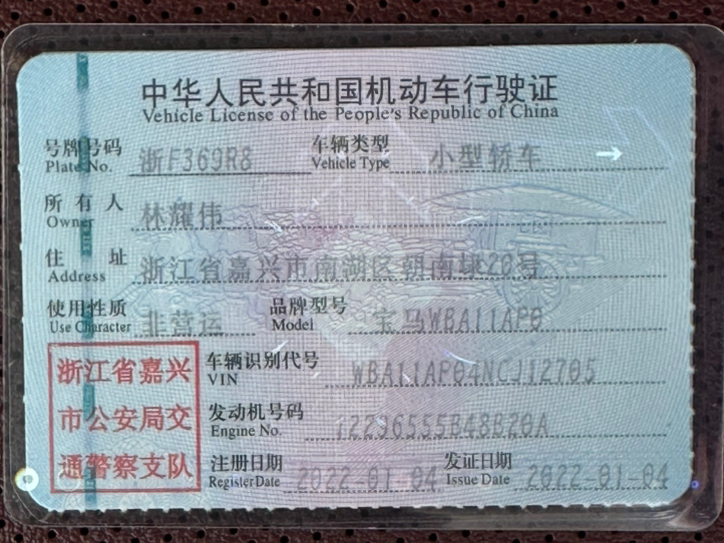 中华人民共和国机动车行驶证
Vehicle License of the People's Republic of China
号牌号码 浙F369R8 车辆类型 小型轿车
Plate No. Vehicle Type
所有人 林耀伟
Owner
住址 浙江省嘉兴市南湖区朝南埭28号
Address
使用性质 非营运 品牌型号 宝马WBA11AP0
Use Character Model
浙江省嘉兴 车辆识别代号 WBA11AP04NCJ12705
VIN
市公安局交 发动机号码 12296555B48B20A
Engine No.
通警察支队 注册日期 2022-01-04 发证日期 2022-01-04
Register Date Issue Date